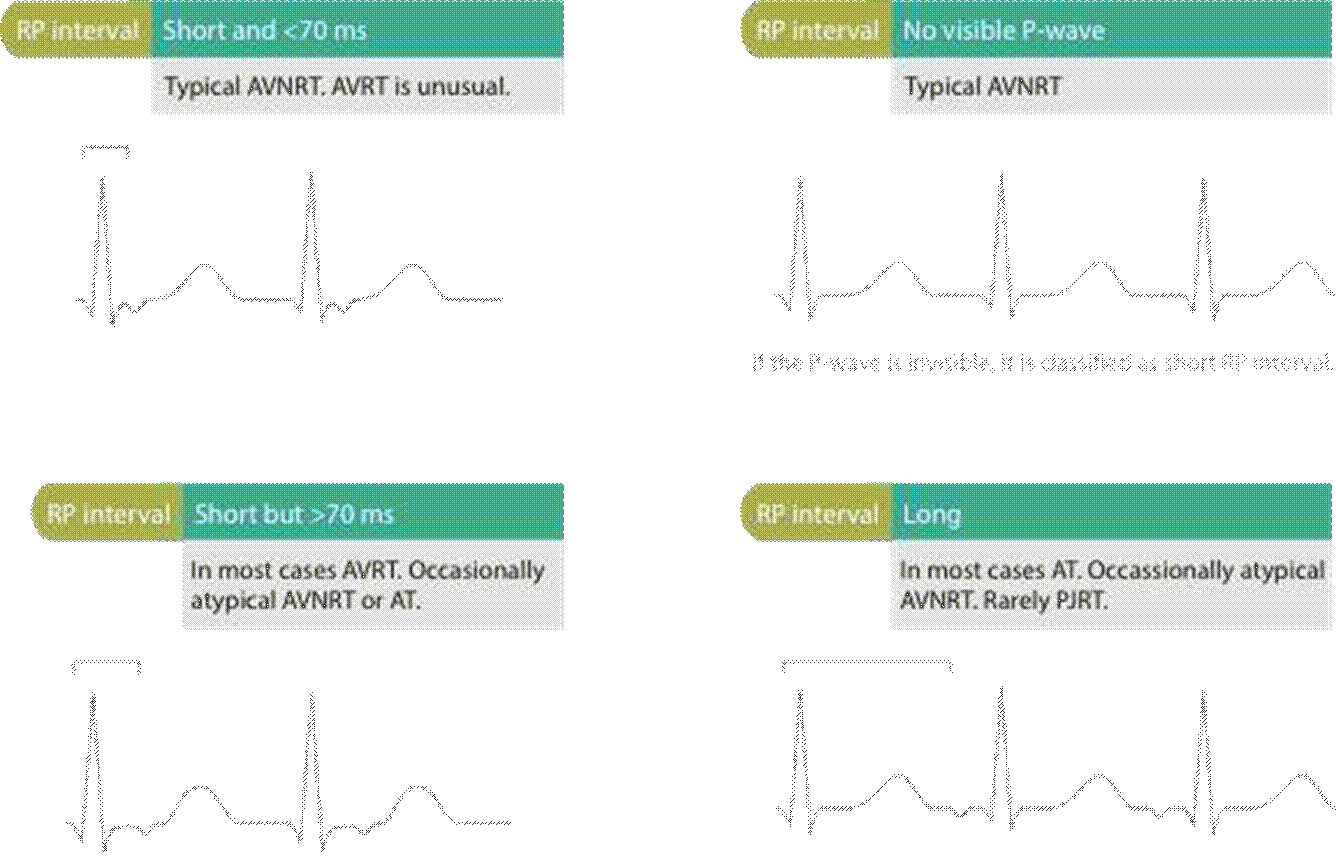 RP interval Short and <70 ms
Typical AVNRT. AVRT is unusual.
RP interval No visible P-wave
Typical AVNRT
If the P-wave is invisible, it is classified as short RP interval.
RP interval Short but >70 ms
In most cases AVRT. Occasionally
atypical AVNRT or AT.
RP interval Long
In most cases AT. Occassionally atypical
AVNRT. Rarely PJRT.